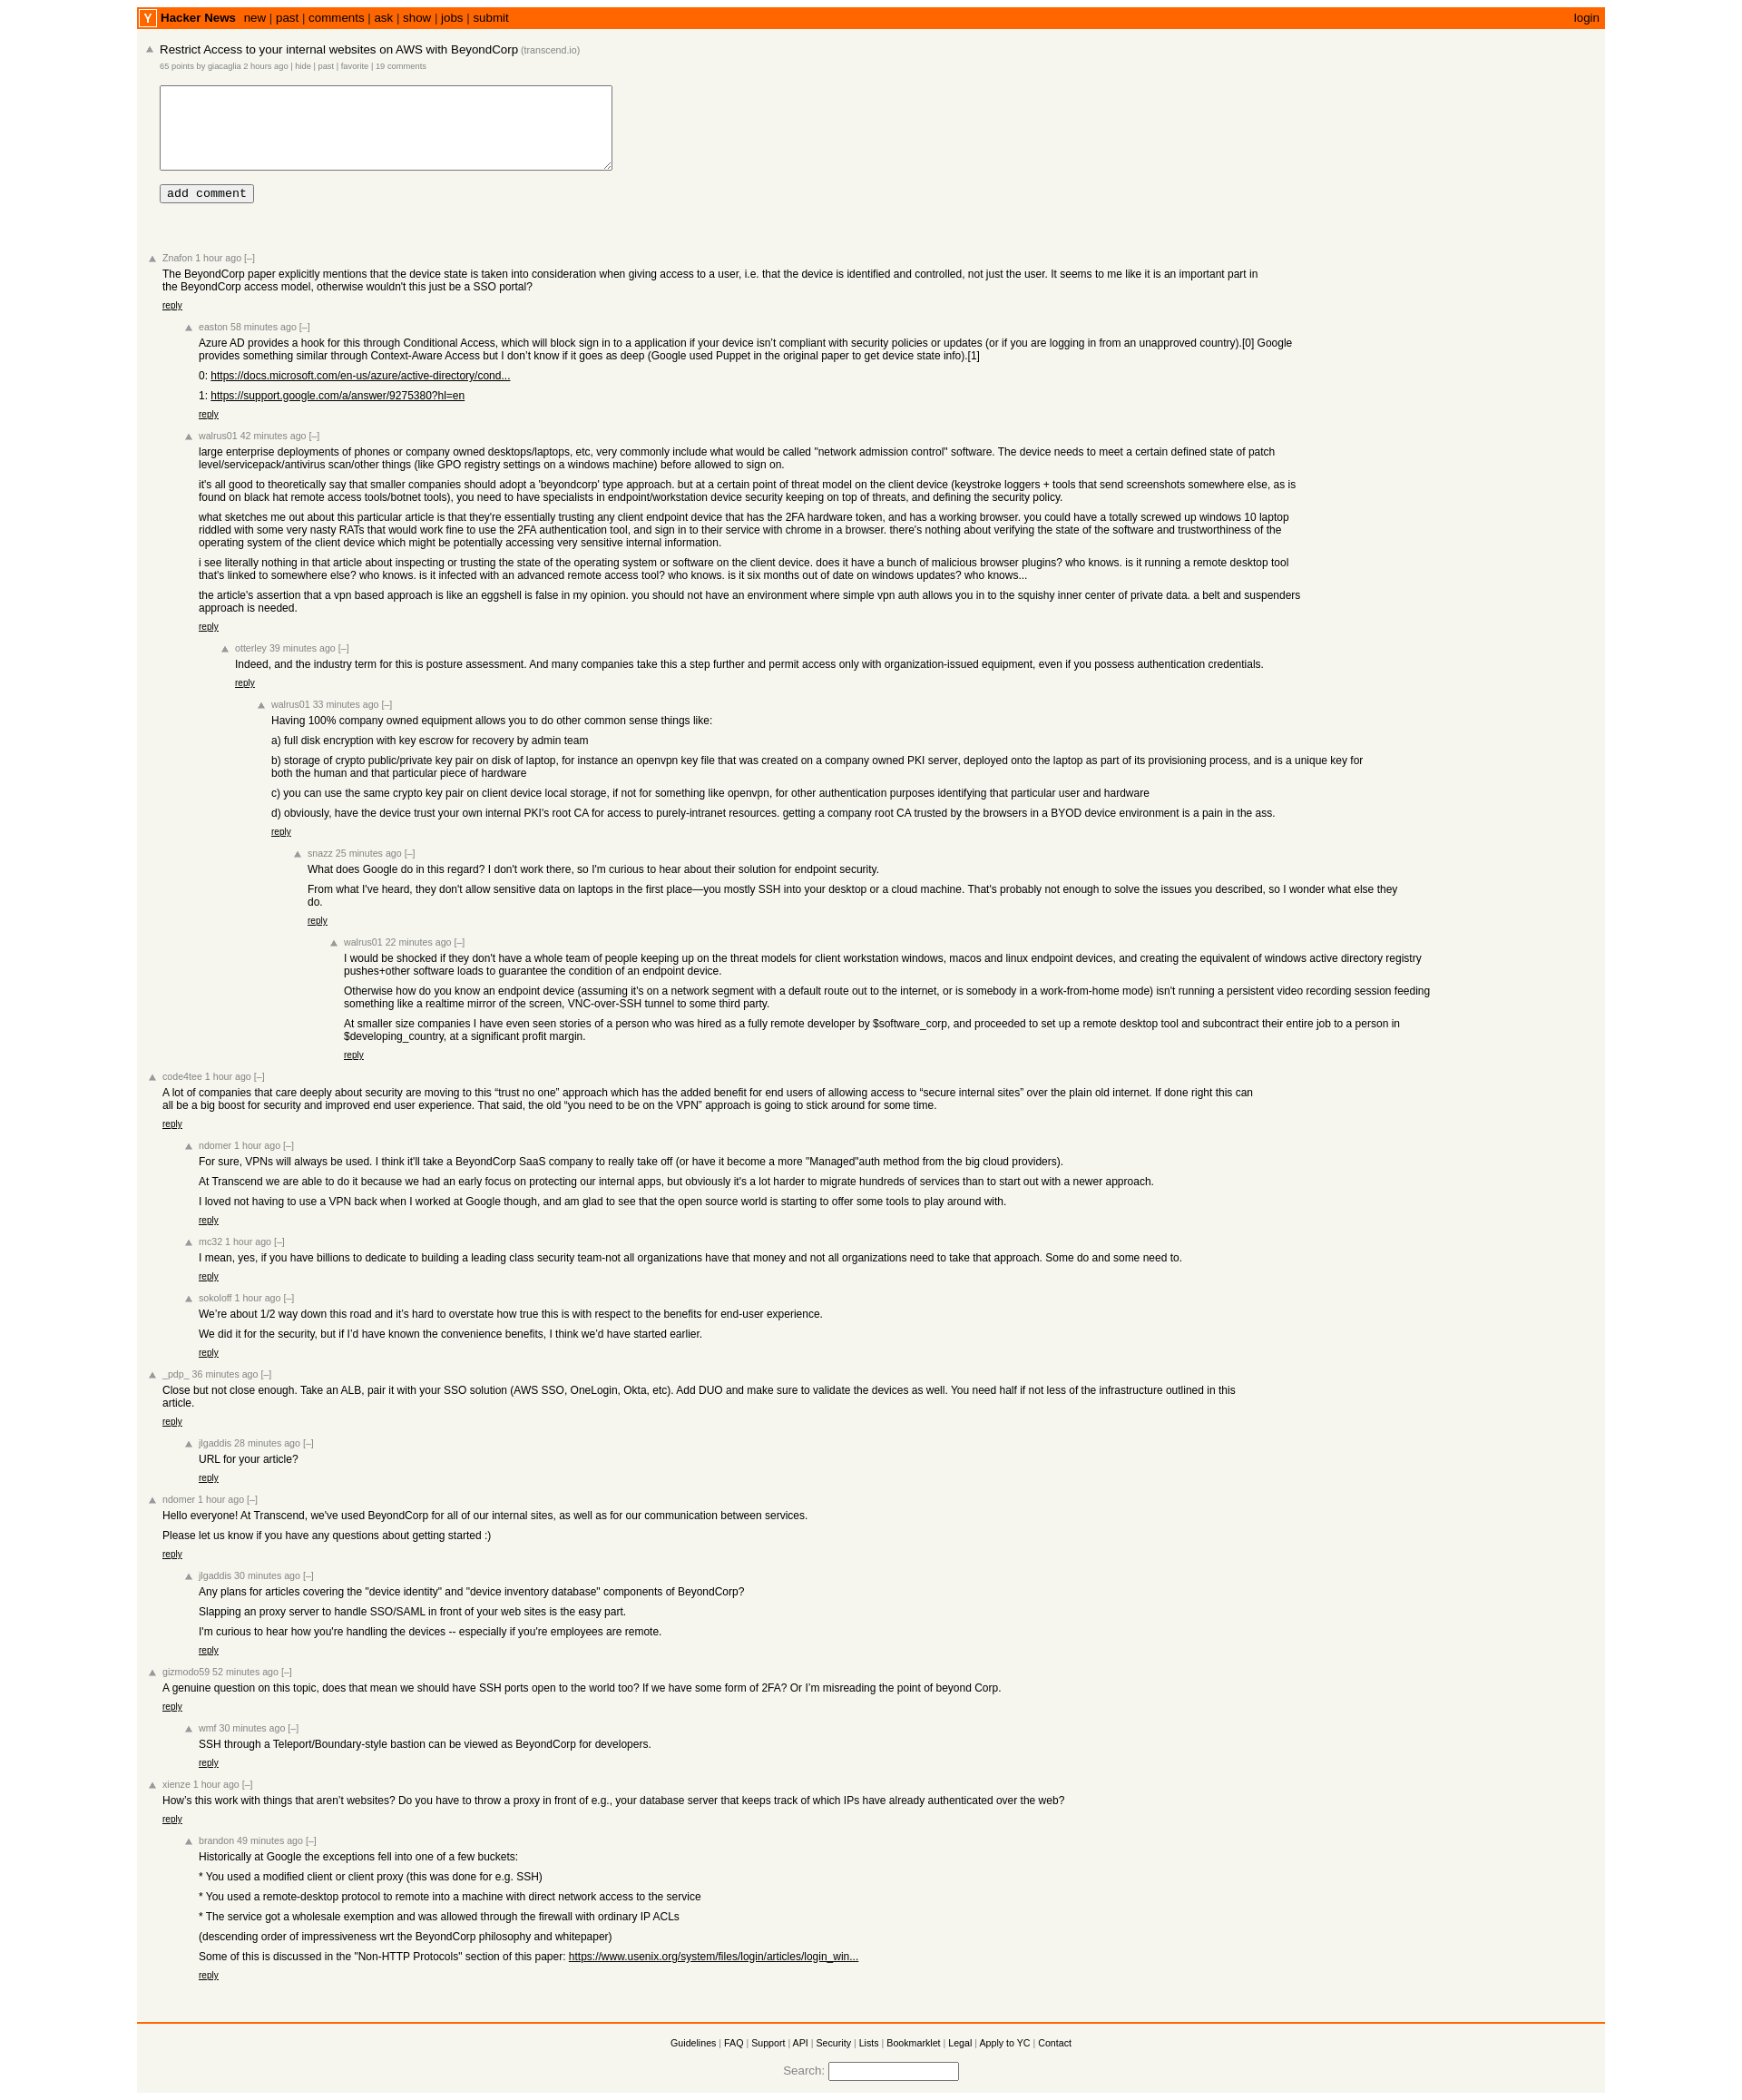 Y Hacker News new | past | comments | ask | show | jobs | submit login
Restrict Access to your internal websites on AWS with BeyondCorp (transcend.io)
65 points by giacaglia 2 hours ago | hide | past | favorite | 19 comments
add comment
Znafon 1 hour ago [–]
The BeyondCorp paper explicitly mentions that the device state is taken into consideration when giving access to a user, i.e. that the device is identified and controlled, not just the user. It seems to me like it is an important part in
the BeyondCorp access model, otherwise wouldn't this just be a SSO portal?
reply
easton 58 minutes ago [–]
Azure AD provides a hook for this through Conditional Access, which will block sign in to a application if your device isn’t compliant with security policies or updates (or if you are logging in from an unapproved country).[0] Google
provides something similar through Context-Aware Access but I don’t know if it goes as deep (Google used Puppet in the original paper to get device state info).[1]
0: https://docs.microsoft.com/en-us/azure/active-directory/cond...
1: https://support.google.com/a/answer/9275380?hl=en
reply
walrus01 42 minutes ago [–]
large enterprise deployments of phones or company owned desktops/laptops, etc, very commonly include what would be called "network admission control" software. The device needs to meet a certain defined state of patch
level/servicepack/antivirus scan/other things (like GPO registry settings on a windows machine) before allowed to sign on.
it's all good to theoretically say that smaller companies should adopt a 'beyondcorp' type approach. but at a certain point of threat model on the client device (keystroke loggers + tools that send screenshots somewhere else, as is
found on black hat remote access tools/botnet tools), you need to have specialists in endpoint/workstation device security keeping on top of threats, and defining the security policy.
what sketches me out about this particular article is that they're essentially trusting any client endpoint device that has the 2FA hardware token, and has a working browser. you could have a totally screwed up windows 10 laptop
riddled with some very nasty RATs that would work fine to use the 2FA authentication tool, and sign in to their service with chrome in a browser. there's nothing about verifying the state of the software and trustworthiness of the
operating system of the client device which might be potentially accessing very sensitive internal information.
i see literally nothing in that article about inspecting or trusting the state of the operating system or software on the client device. does it have a bunch of malicious browser plugins? who knows. is it running a remote desktop tool
that's linked to somewhere else? who knows. is it infected with an advanced remote access tool? who knows. is it six months out of date on windows updates? who knows...
the article's assertion that a vpn based approach is like an eggshell is false in my opinion. you should not have an environment where simple vpn auth allows you in to the squishy inner center of private data. a belt and suspenders
approach is needed.
reply
otterley 39 minutes ago [–]
Indeed, and the industry term for this is posture assessment. And many companies take this a step further and permit access only with organization-issued equipment, even if you possess authentication credentials.
reply
walrus01 33 minutes ago [–]
Having 100% company owned equipment allows you to do other common sense things like:
a) full disk encryption with key escrow for recovery by admin team
b) storage of crypto public/private key pair on disk of laptop, for instance an openvpn key file that was created on a company owned PKI server, deployed onto the laptop as part of its provisioning process, and is a unique key for
both the human and that particular piece of hardware
c) you can use the same crypto key pair on client device local storage, if not for something like openvpn, for other authentication purposes identifying that particular user and hardware
d) obviously, have the device trust your own internal PKI's root CA for access to purely-intranet resources. getting a company root CA trusted by the browsers in a BYOD device environment is a pain in the ass.
reply
snazz 25 minutes ago [–]
What does Google do in this regard? I don't work there, so I'm curious to hear about their solution for endpoint security.
From what I've heard, they don't allow sensitive data on laptops in the first place—you mostly SSH into your desktop or a cloud machine. That's probably not enough to solve the issues you described, so I wonder what else they
do.
reply
walrus01 22 minutes ago [–]
I would be shocked if they don't have a whole team of people keeping up on the threat models for client workstation windows, macos and linux endpoint devices, and creating the equivalent of windows active directory registry
pushes+other software loads to guarantee the condition of an endpoint device.
Otherwise how do you know an endpoint device (assuming it's on a network segment with a default route out to the internet, or is somebody in a work-from-home mode) isn't running a persistent video recording session feeding
something like a realtime mirror of the screen, VNC-over-SSH tunnel to some third party.
At smaller size companies I have even seen stories of a person who was hired as a fully remote developer by $software_corp, and proceeded to set up a remote desktop tool and subcontract their entire job to a person in
$developing_country, at a significant profit margin.
reply
code4tee 1 hour ago [–]
A lot of companies that care deeply about security are moving to this “trust no one” approach which has the added benefit for end users of allowing access to “secure internal sites” over the plain old internet. If done right this can
all be a big boost for security and improved end user experience. That said, the old “you need to be on the VPN” approach is going to stick around for some time.
reply
ndomer 1 hour ago [–]
For sure, VPNs will always be used. I think it'll take a BeyondCorp SaaS company to really take off (or have it become a more "Managed"auth method from the big cloud providers).
At Transcend we are able to do it because we had an early focus on protecting our internal apps, but obviously it's a lot harder to migrate hundreds of services than to start out with a newer approach.
I loved not having to use a VPN back when I worked at Google though, and am glad to see that the open source world is starting to offer some tools to play around with.
reply
mc32 1 hour ago [–]
I mean, yes, if you have billions to dedicate to building a leading class security team-not all organizations have that money and not all organizations need to take that approach. Some do and some need to.
reply
sokoloff 1 hour ago [–]
We’re about 1/2 way down this road and it’s hard to overstate how true this is with respect to the benefits for end-user experience.
We did it for the security, but if I’d have known the convenience benefits, I think we’d have started earlier.
reply
_pdp_ 36 minutes ago [–]
Close but not close enough. Take an ALB, pair it with your SSO solution (AWS SSO, OneLogin, Okta, etc). Add DUO and make sure to validate the devices as well. You need half if not less of the infrastructure outlined in this
article.
reply
jlgaddis 28 minutes ago [–]
URL for your article?
reply
ndomer 1 hour ago [–]
Hello everyone! At Transcend, we've used BeyondCorp for all of our internal sites, as well as for our communication between services.
Please let us know if you have any questions about getting started :)
reply
jlgaddis 30 minutes ago [–]
Any plans for articles covering the "device identity" and "device inventory database" components of BeyondCorp?
Slapping an proxy server to handle SSO/SAML in front of your web sites is the easy part.
I'm curious to hear how you're handling the devices -- especially if you're employees are remote.
reply
gizmodo59 52 minutes ago [–]
A genuine question on this topic, does that mean we should have SSH ports open to the world too? If we have some form of 2FA? Or I’m misreading the point of beyond Corp.
reply
wmf 30 minutes ago [–]
SSH through a Teleport/Boundary-style bastion can be viewed as BeyondCorp for developers.
reply
xienze 1 hour ago [–]
How’s this work with things that aren’t websites? Do you have to throw a proxy in front of e.g., your database server that keeps track of which IPs have already authenticated over the web?
reply
brandon 49 minutes ago [–]
Historically at Google the exceptions fell into one of a few buckets:
* You used a modified client or client proxy (this was done for e.g. SSH)
* You used a remote-desktop protocol to remote into a machine with direct network access to the service
* The service got a wholesale exemption and was allowed through the firewall with ordinary IP ACLs
(descending order of impressiveness wrt the BeyondCorp philosophy and whitepaper)
Some of this is discussed in the "Non-HTTP Protocols" section of this paper: https://www.usenix.org/system/files/login/articles/login_win...
reply
Guidelines | FAQ | Support | API | Security | Lists | Bookmarklet | Legal | Apply to YC | Contact
Search: